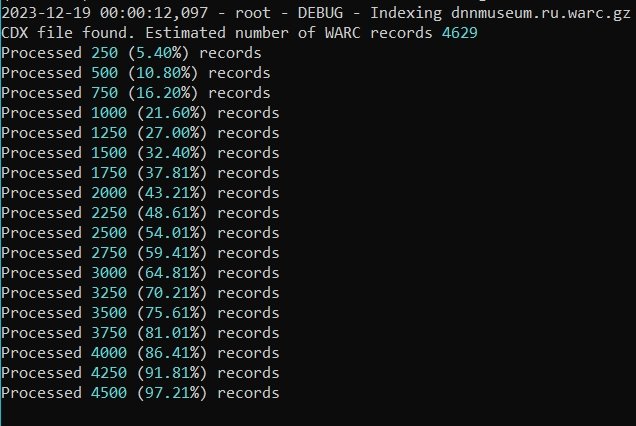 2023-12-19 00:00:12,097 - root - DEBUG - Indexing dnnmuseum.ru.warc.gz
CDX file found. Estimated number of WARC records 4629
Processed 250 (5.40%) records
Processed 500 (10.80%) records
Processed 750 (16.20%) records
Processed 1000 (21.60%) records
Processed 1250 (27.00%) records
Processed 1500 (32.40%) records
Processed 1750 (37.81%) records
Processed 2000 (43.21%) records
Processed 2250 (48.61%) records
Processed 2500 (54.01%) records
Processed 2750 (59.41%) records
Processed 3000 (64.81%) records
Processed 3250 (70.21%) records
Processed 3500 (75.61%) records
Processed 3750 (81.01%) records
Processed 4000 (86.41%) records
Processed 4250 (91.81%) records
Processed 4500 (97.21%) records